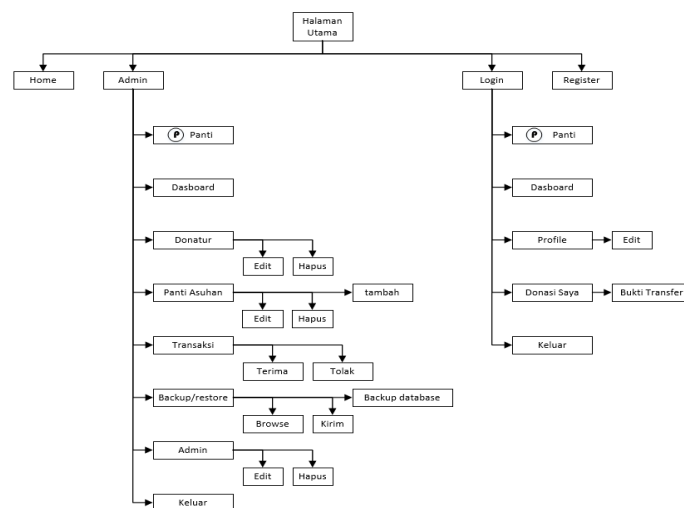 Halaman
Utama
Home
Admin
Login
Register
P Panti
P Panti
Dasboard
Dasboard
Donatur
Profile
Edit
Edit
Hapus
Panti Asuhan
tambah
Donasi Saya
Bukti Transfer
Edit
Hapus
Transaksi
Keluar
Terima
Tolak
Backup/restore
Backup database
Browse
Kirim
Admin
Edit
Hapus
Keluar